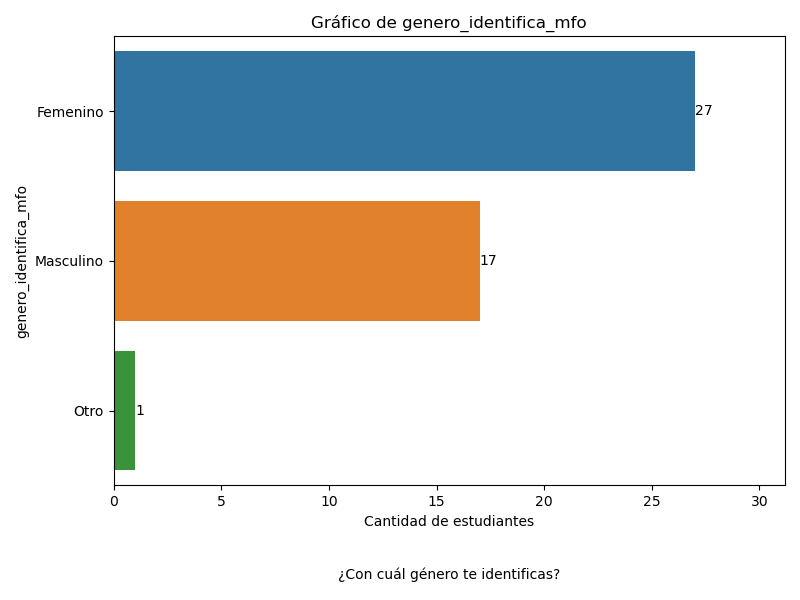 Gráfico de genero_identifica_mfo
genero_identifica_mfo
Femenino
27
Masculino
17
Otro
1
0 5 10 15 20 25 30
Cantidad de estudiantes
¿Con cuál género te identificas?